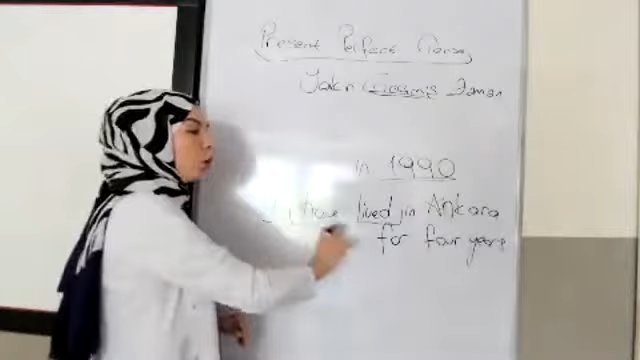 Present Perfect Tense
Yakın Geçmiş Zaman
in 1990
I have lived in Ankara
for four years